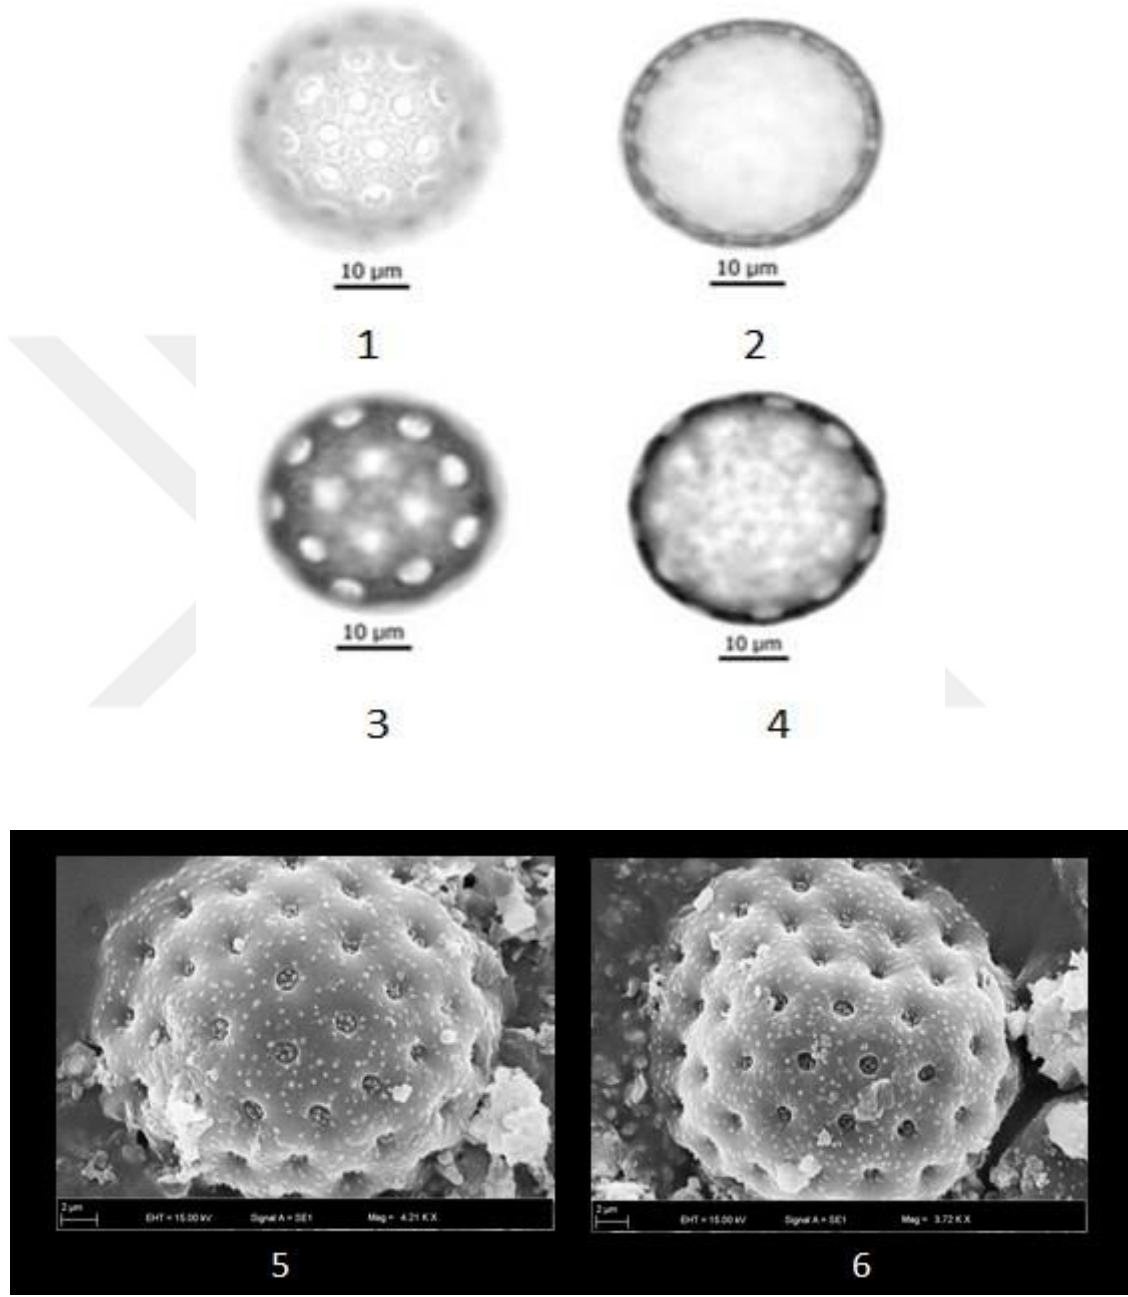 10 µm
10 µm
1
2
10 µm
10 µm
3
4
2 µm
EHT = 15.00 kV Signal A = SE1 Mag = 4.21 K X
2 µm
EHT = 15.00 kV Signal A = SE1 Mag = 3.72 K X
5
6